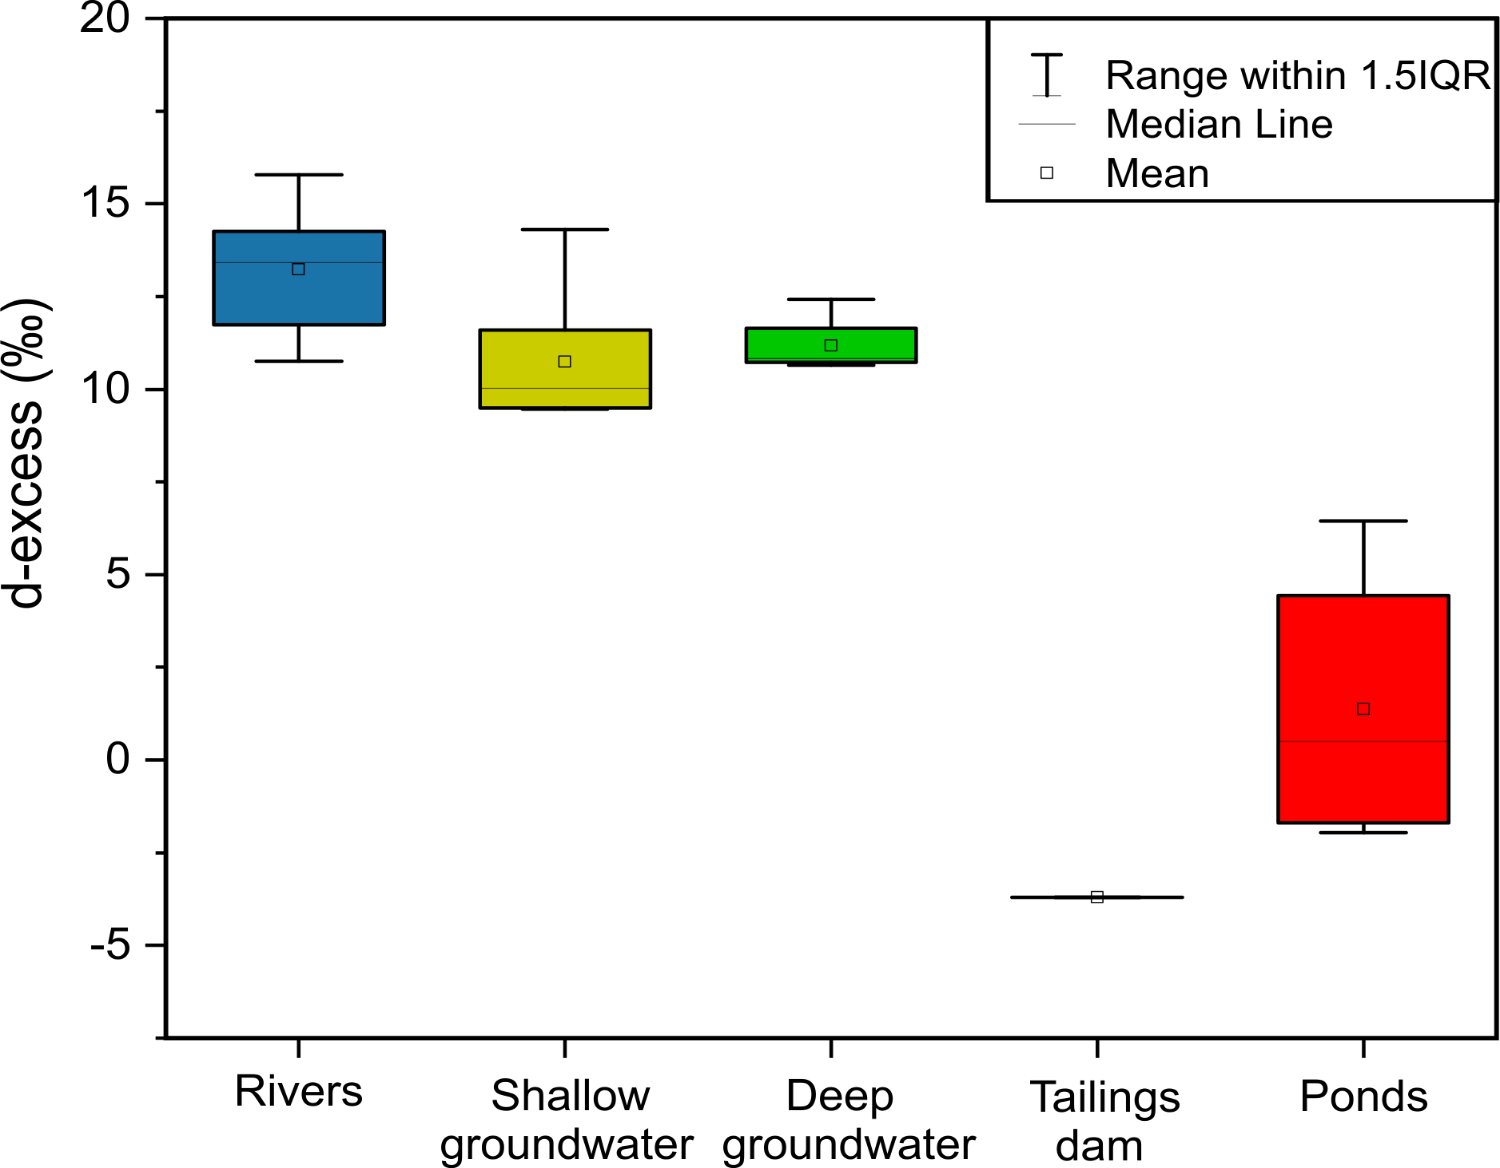 20
15
10
5
0
-5
d-excess (‰)
Range within 1.5IQR
Median Line
Mean
Rivers
Shallow
groundwater
Deep
groundwater
Tailings
dam
Ponds